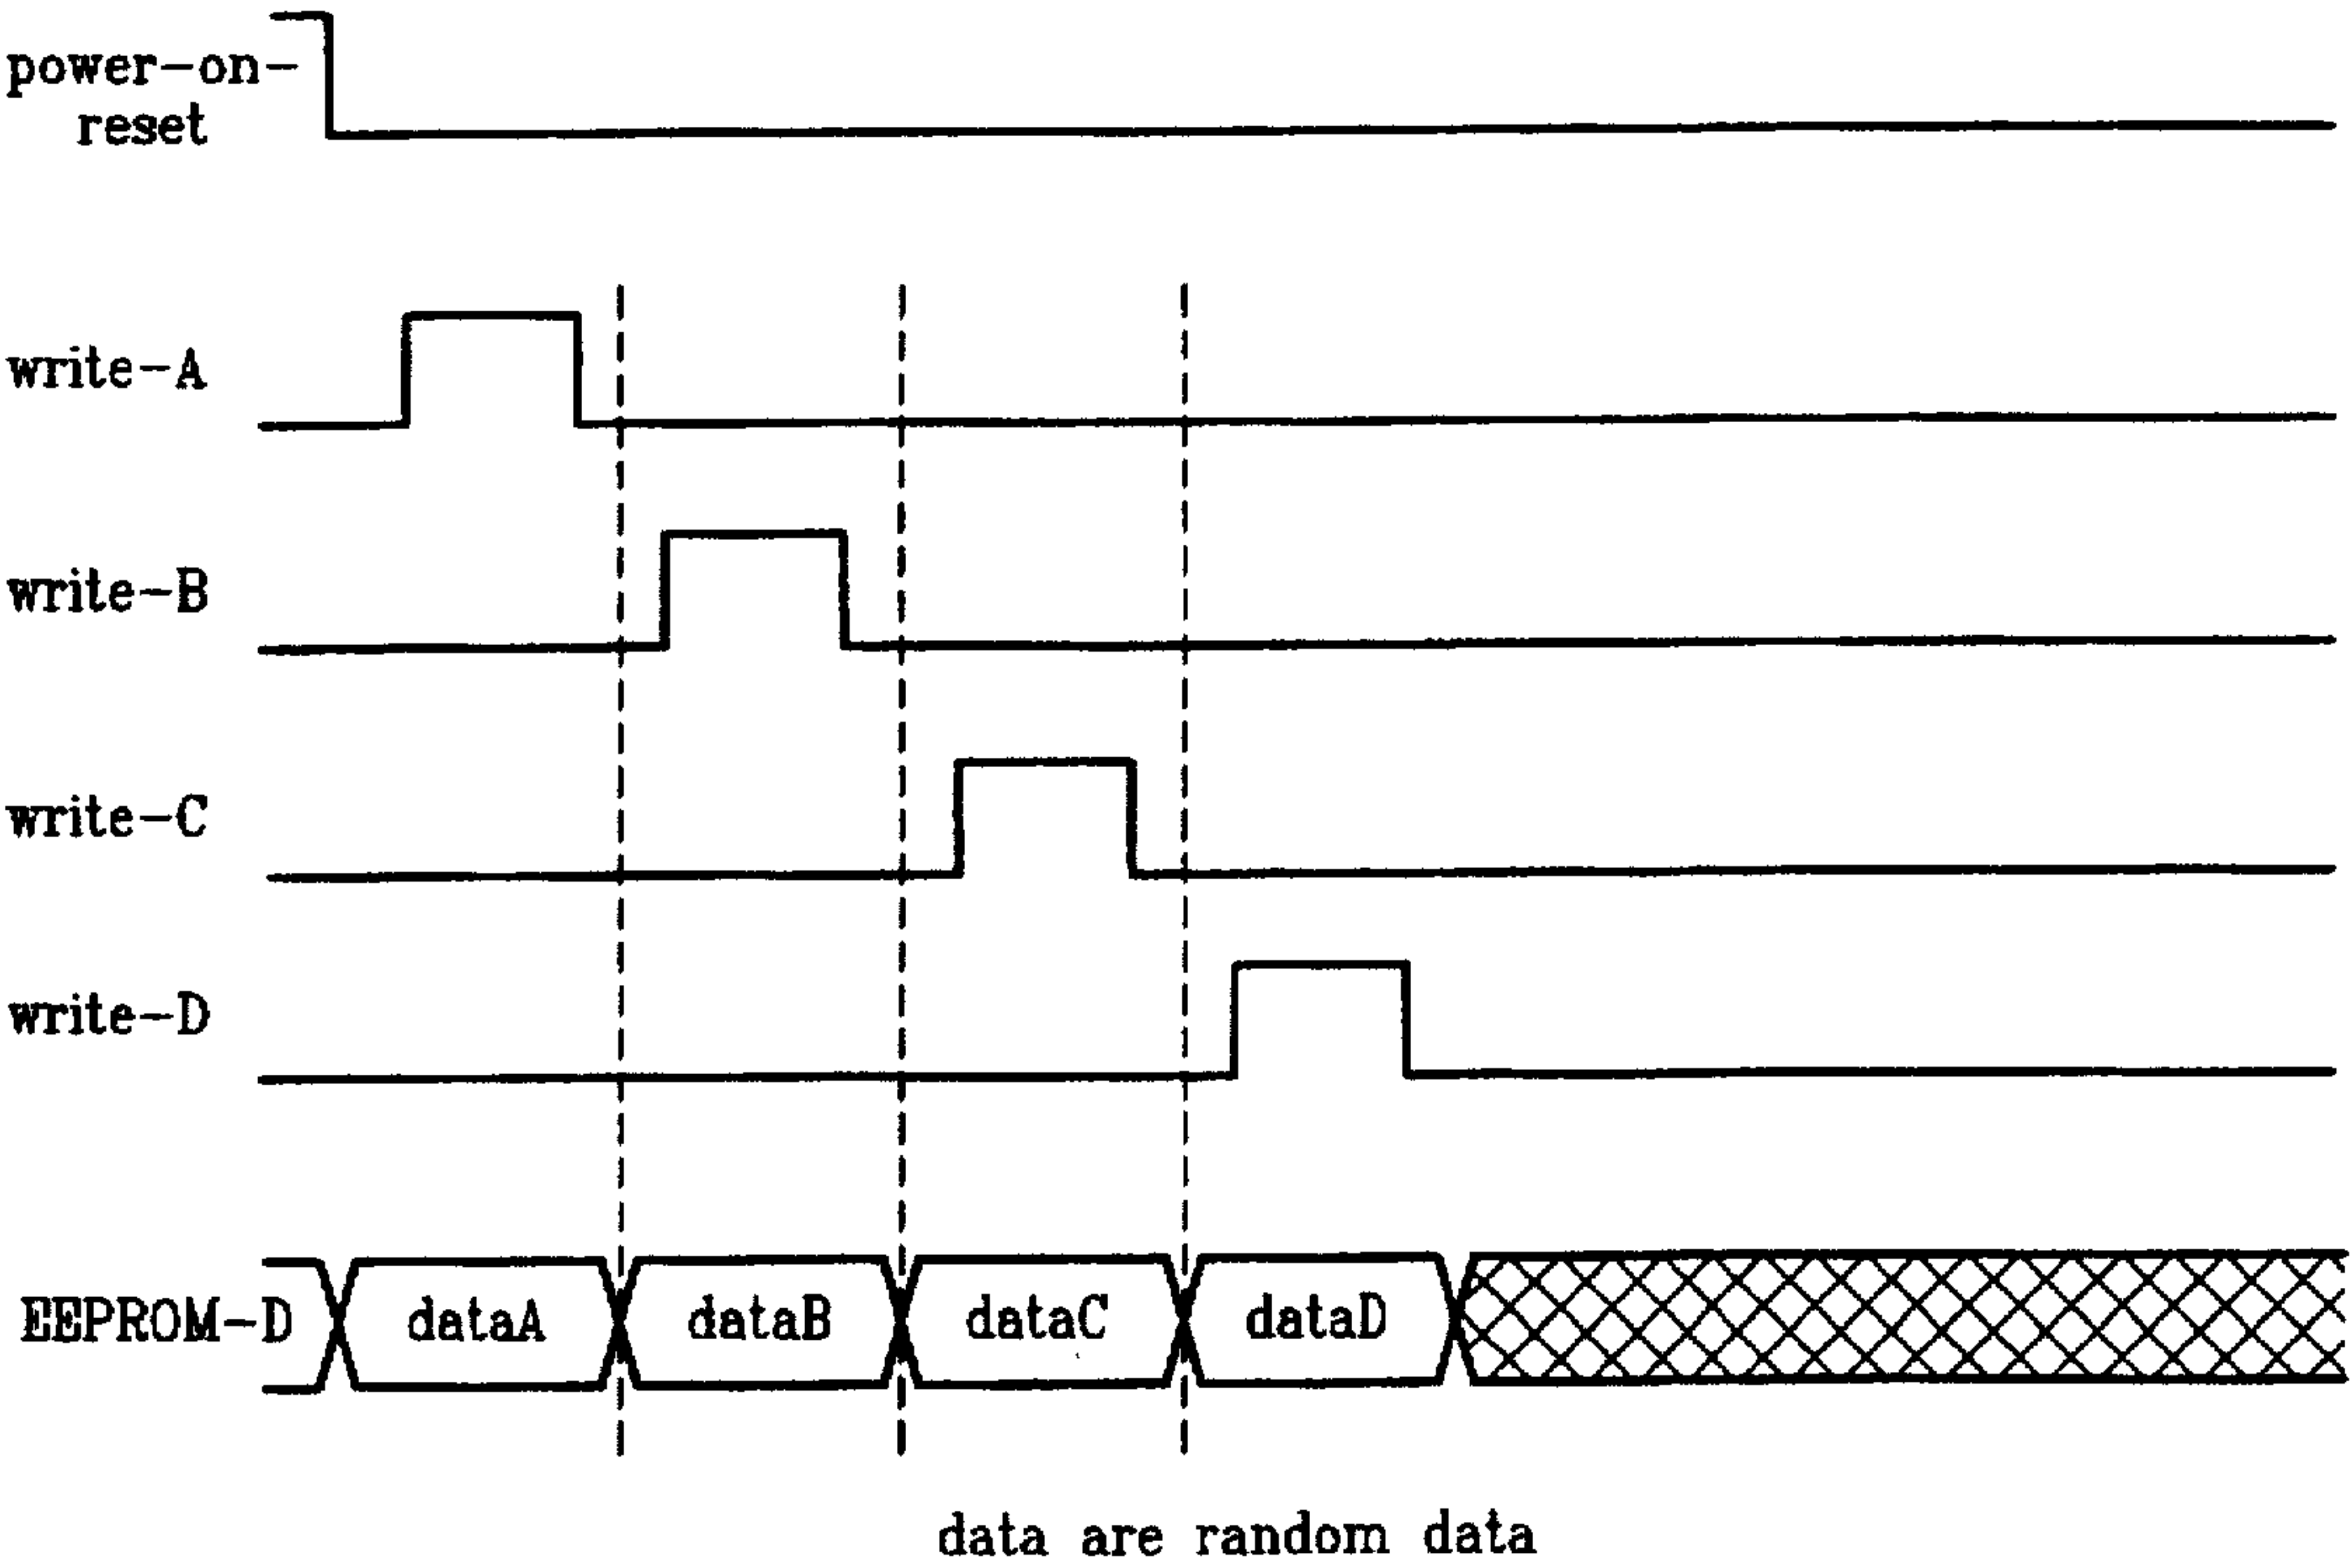 power-on-
reset
write-A
write-B
write-C
write-D
EEPROM-D dataA dataB dataC dataD
data are random data